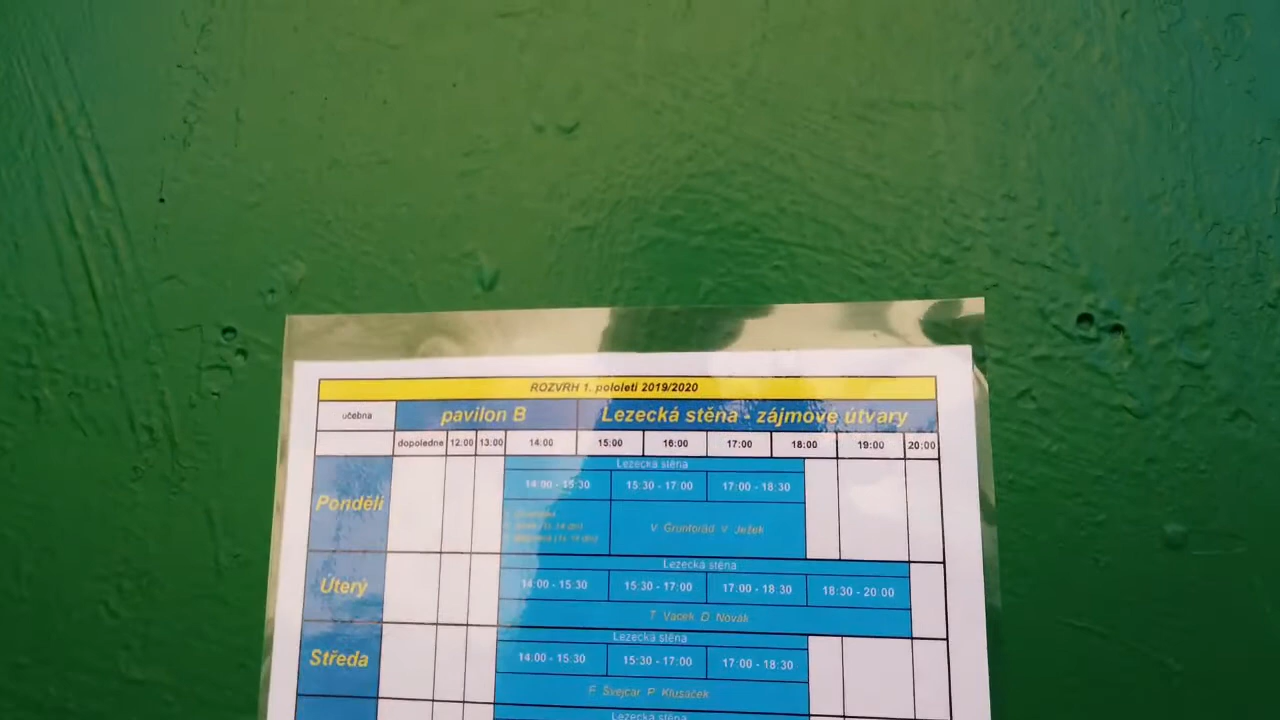 ROZVRH 1. pololetí 2019/2020
učebna pavilon B Lezecká stěna - zájmové útvary
dopoledne 12:00 13:00 14:00 15:00 16:00 17:00 18:00 19:00 20:00
Lezecká stěna
Pondělí 14:00 - 15:30 15:30 - 17:00 17:00 - 18:30
V. Gruntorád V. Ježek
Lezecká stěna
Úterý 14:00 - 15:30 15:30 - 17:00 17:00 - 18:30 18:30 - 20:00
T. Vacek D. Novák
Lezecká stěna
Středa 14:00 - 15:30 15:30 - 17:00 17:00 - 18:30
F. Švejcar P. Klusáček
Lezecká stěna